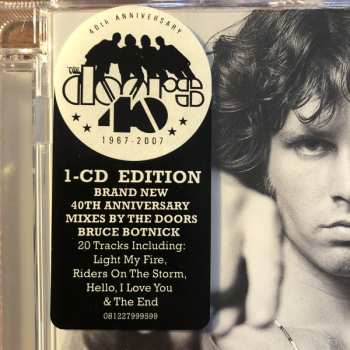 40th ANNIVERSARY
THE
DOORS
40
1967-2007
1-CD EDITION
BRAND NEW
40TH ANNIVERSARY
MIXES BY THE DOORS
BRUCE BOTNICK
20 Tracks Including:
Light My Fire,
Riders On The Storm,
Hello, I Love You
& The End
081227999599